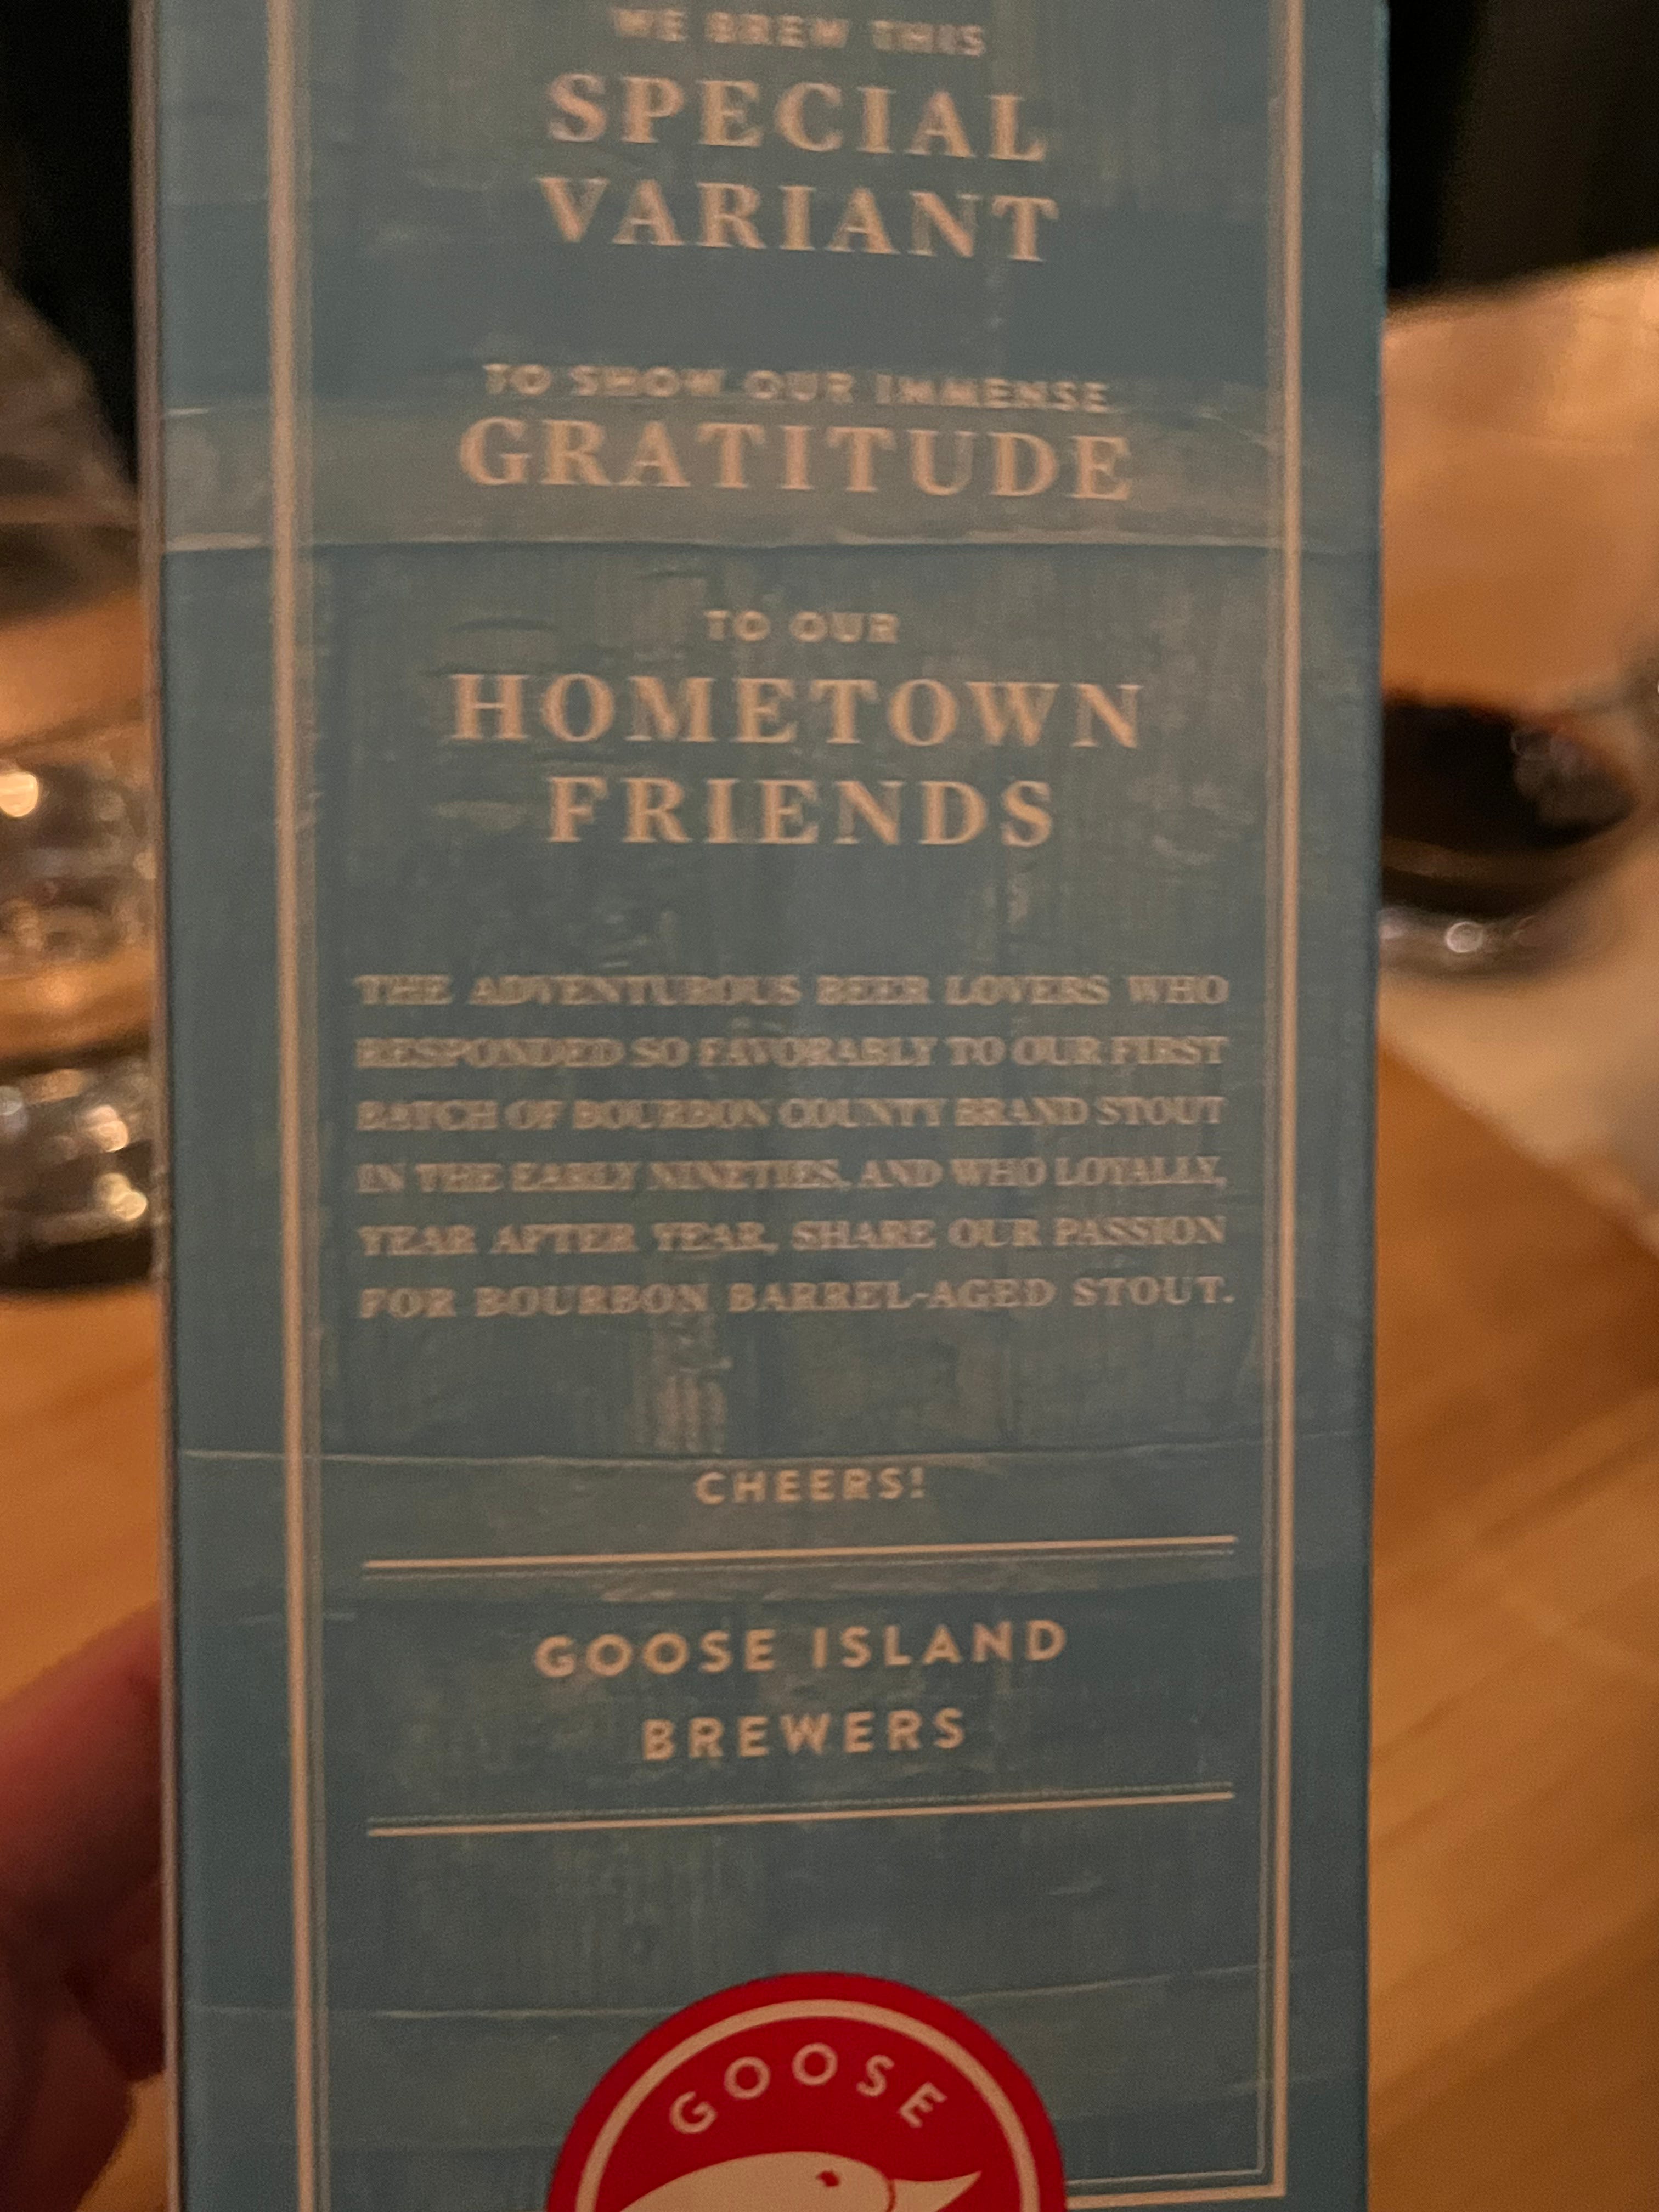 WE BREW THIS
SPECIAL
VARIANT
TO SHOW OUR IMMENSE
GRATITUDE
TO OUR
HOMETOWN
FRIENDS
THE ADVENTUROUS BEER LOVERS WHO
RESPONDED SO FAVORABLY TO OUR FIRST
BATCH OF BOURBON COUNTY BRAND STOUT
IN THE EARLY NINETIES, AND WHO LOYALLY,
YEAR AFTER YEAR, SHARE OUR PASSION
FOR BOURBON BARREL-AGED STOUT.
CHEERS!
GOOSE ISLAND
BREWERS
GOOSE